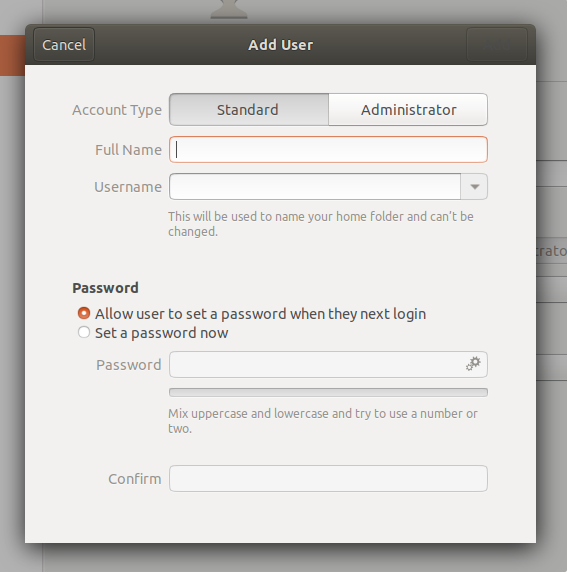 Cancel
Add User
Account Type
Standard
Administrator
Full Name
Username
This will be used to name your home folder and can't be
changed.
Password
Allow user to set a password when they next login
Set a password now
Password
Mix uppercase and lowercase and try to use a number or
two.
Confirm